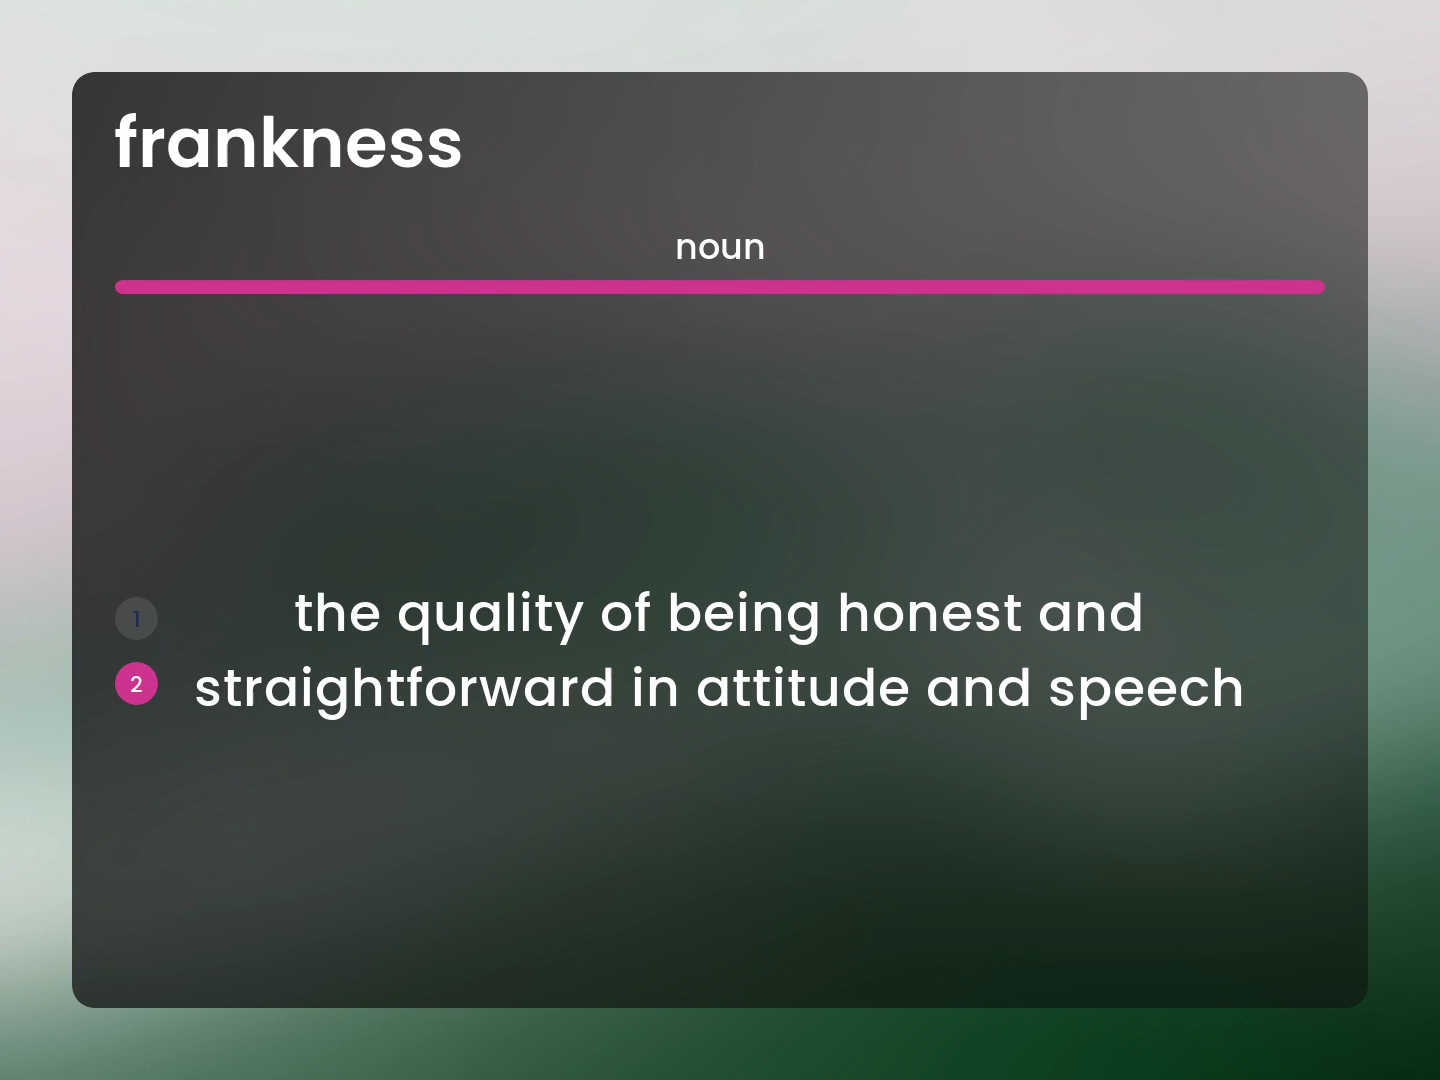 frankness
noun
1
the quality of being honest and
2
straightforward in attitude and speech